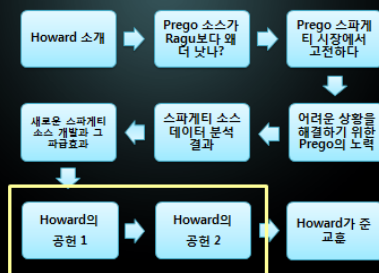 Howard 소개
Prego 소스가
Ragu보다 왜
더 낫나?
Prego 스파게
티 시장에서
고전하다
어려운 상황을
해결하기 위한
Prego의 노력
스파게티 소스
데이터 분석
결과
새로운 스파게티
소스 개발과 그
파급효과
Howard의
공헌 1
Howard의
공헌 2
Howard가 준
교훈